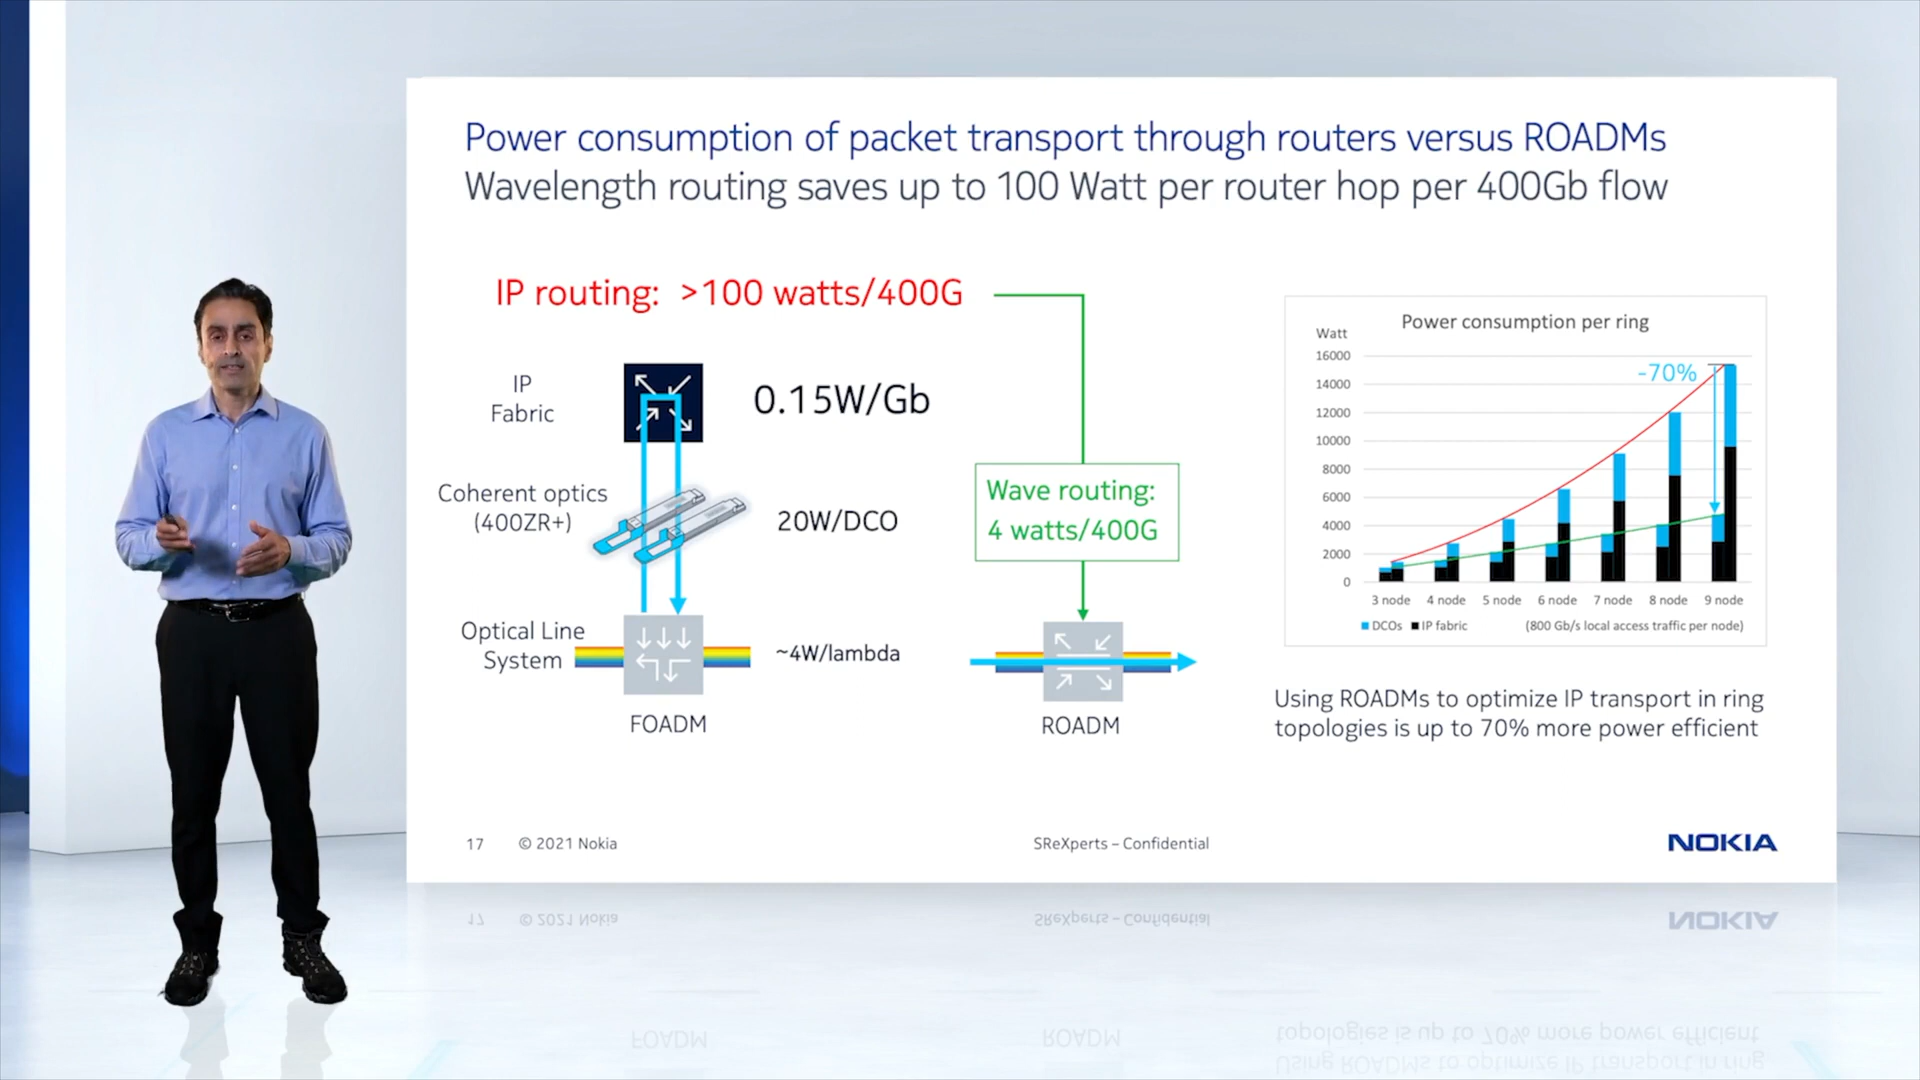 Power consumption of packet transport through routers versus ROADMs
Wavelength routing saves up to 100 Watt per router hop per 400Gb flow
IP routing: >100 watts/400G
IP
Fabric
0.15W/Gb
Coherent optics
(400ZR+)
20W/DCO
Optical Line
System
~4W/lambda
FOADM
Wave routing:
4 watts/400G
ROADM
Power consumption per ring
Watt
16000
14000
12000
10000
8000
6000
4000
2000
0
-70%
3 node 4 node 5 node 6 node 7 node 8 node 9 node
DCOs IP fabric (800 Gb/s local access traffic per node)
Using ROADMs to optimize IP transport in ring
topologies is up to 70% more power efficient
17 © 2021 Nokia SReXperts – Confidential NOKIA